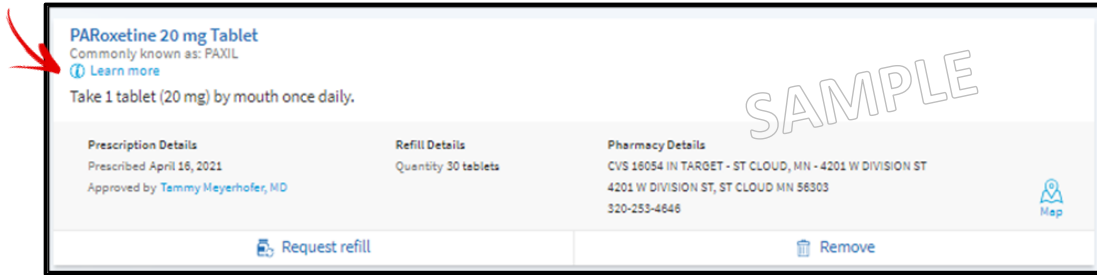 PARoxetine 20 mg Tablet
Commonly known as: PAXIL
Learn more
Take 1 tablet (20 mg) by mouth once daily.
SAMPLE
Prescription Details
Prescribed April 16, 2021
Approved by Tammy Meyerhofer, MD
Refill Details
Quantity 30 tablets
Pharmacy Details
CVS 16054 IN TARGET - ST CLOUD, MN - 4201 W DIVISION ST
4201 W DIVISION ST, ST CLOUD MN 56303
320-253-4646
Map
Request refill
Remove